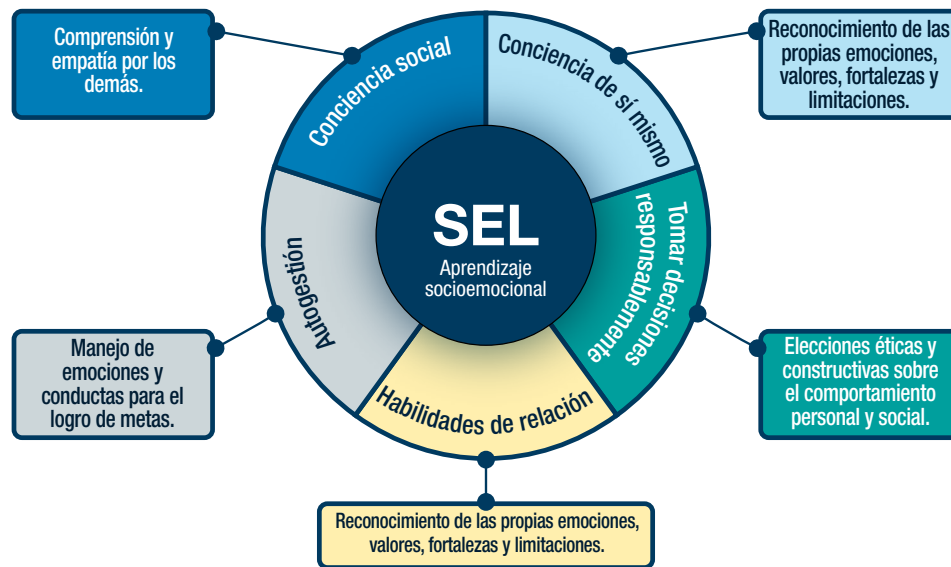 Comprensión y
empatía por los
demás.
Conciencia social
Conciencia de sí mismo
Reconocimiento de las
propias emociones,
valores, fortalezas y
limitaciones.
SEL
Aprendizaje
socioemocional
Autogestión
Tomar decisiones
responsablemente
Habilidades de relación
Manejo de
emociones y
conductas para el
logro de metas.
Elecciones éticas y
constructivas sobre
el comportamiento
personal y social.
Reconocimiento de las propias emociones,
valores, fortalezas y limitaciones.